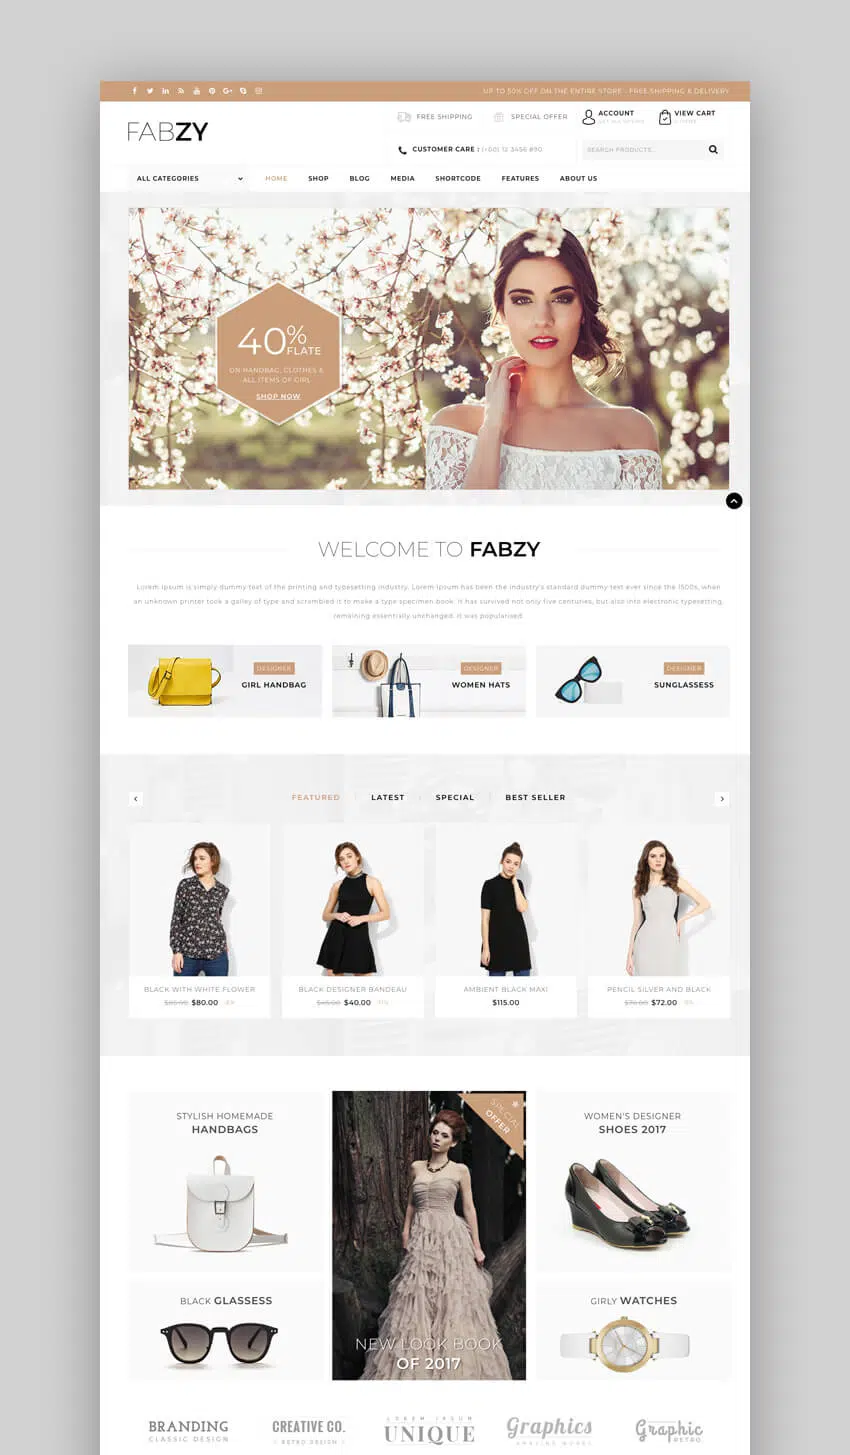 UP TO 50% OFF ON THE ENTIRE STORE - FREE SHIPPING & DELIVERY
FABZY
FREE SHIPPING
SPECIAL OFFER
ACCOUNT
VIEW CART
CUSTOMER CARE : (+00) 12 3456 890
SEARCH PRODUCTS...
ALL CATEGORIES HOME SHOP BLOG MEDIA SHORTCODE FEATURES ABOUT US
40%
FLATE
ON HANDBAG, CLOTHES &
ALL ITEMS OF GIRL
SHOP NOW
WELCOME TO FABZY
Lorem Ipsum is simply dummy text of the printing and typesetting industry. Lorem Ipsum has been the industry's standard dummy text ever since the 1500s, when
an unknown printer took a galley of type and scrambled it to make a type specimen book. It has survived not only five centuries, but also into electronic typesetting,
remaining essentially unchanged. It was popularised
DESIGNER
GIRL HANDBAG
DESIGNER
WOMEN HATS
DESIGNER
SUNGLASSESS
FEATURED LATEST SPECIAL BEST SELLER
BLACK WITH WHITE FLOWER
$80.00
BLACK DESIGNER BANDEAU
$45.00 $40.00 -11%
AMBIENT BLACK MAXI
$115.00
PENCIL SILVER AND BLACK
$72.00
STYLISH HOMEMADE
HANDBAGS
SPECIAL
OFFER
WOMEN'S DESIGNER
SHOES 2017
BLACK GLASSESS
NEW LOOK BOOK
OF 2017
GIRLY WATCHES
BRANDING
CLASSIC DESIGN
CREATIVE CO.
RETRO DESIGN
LOREM IPSUM
UNIQUE
Graphics
AMAZING WORKS
Graphic
RETRO